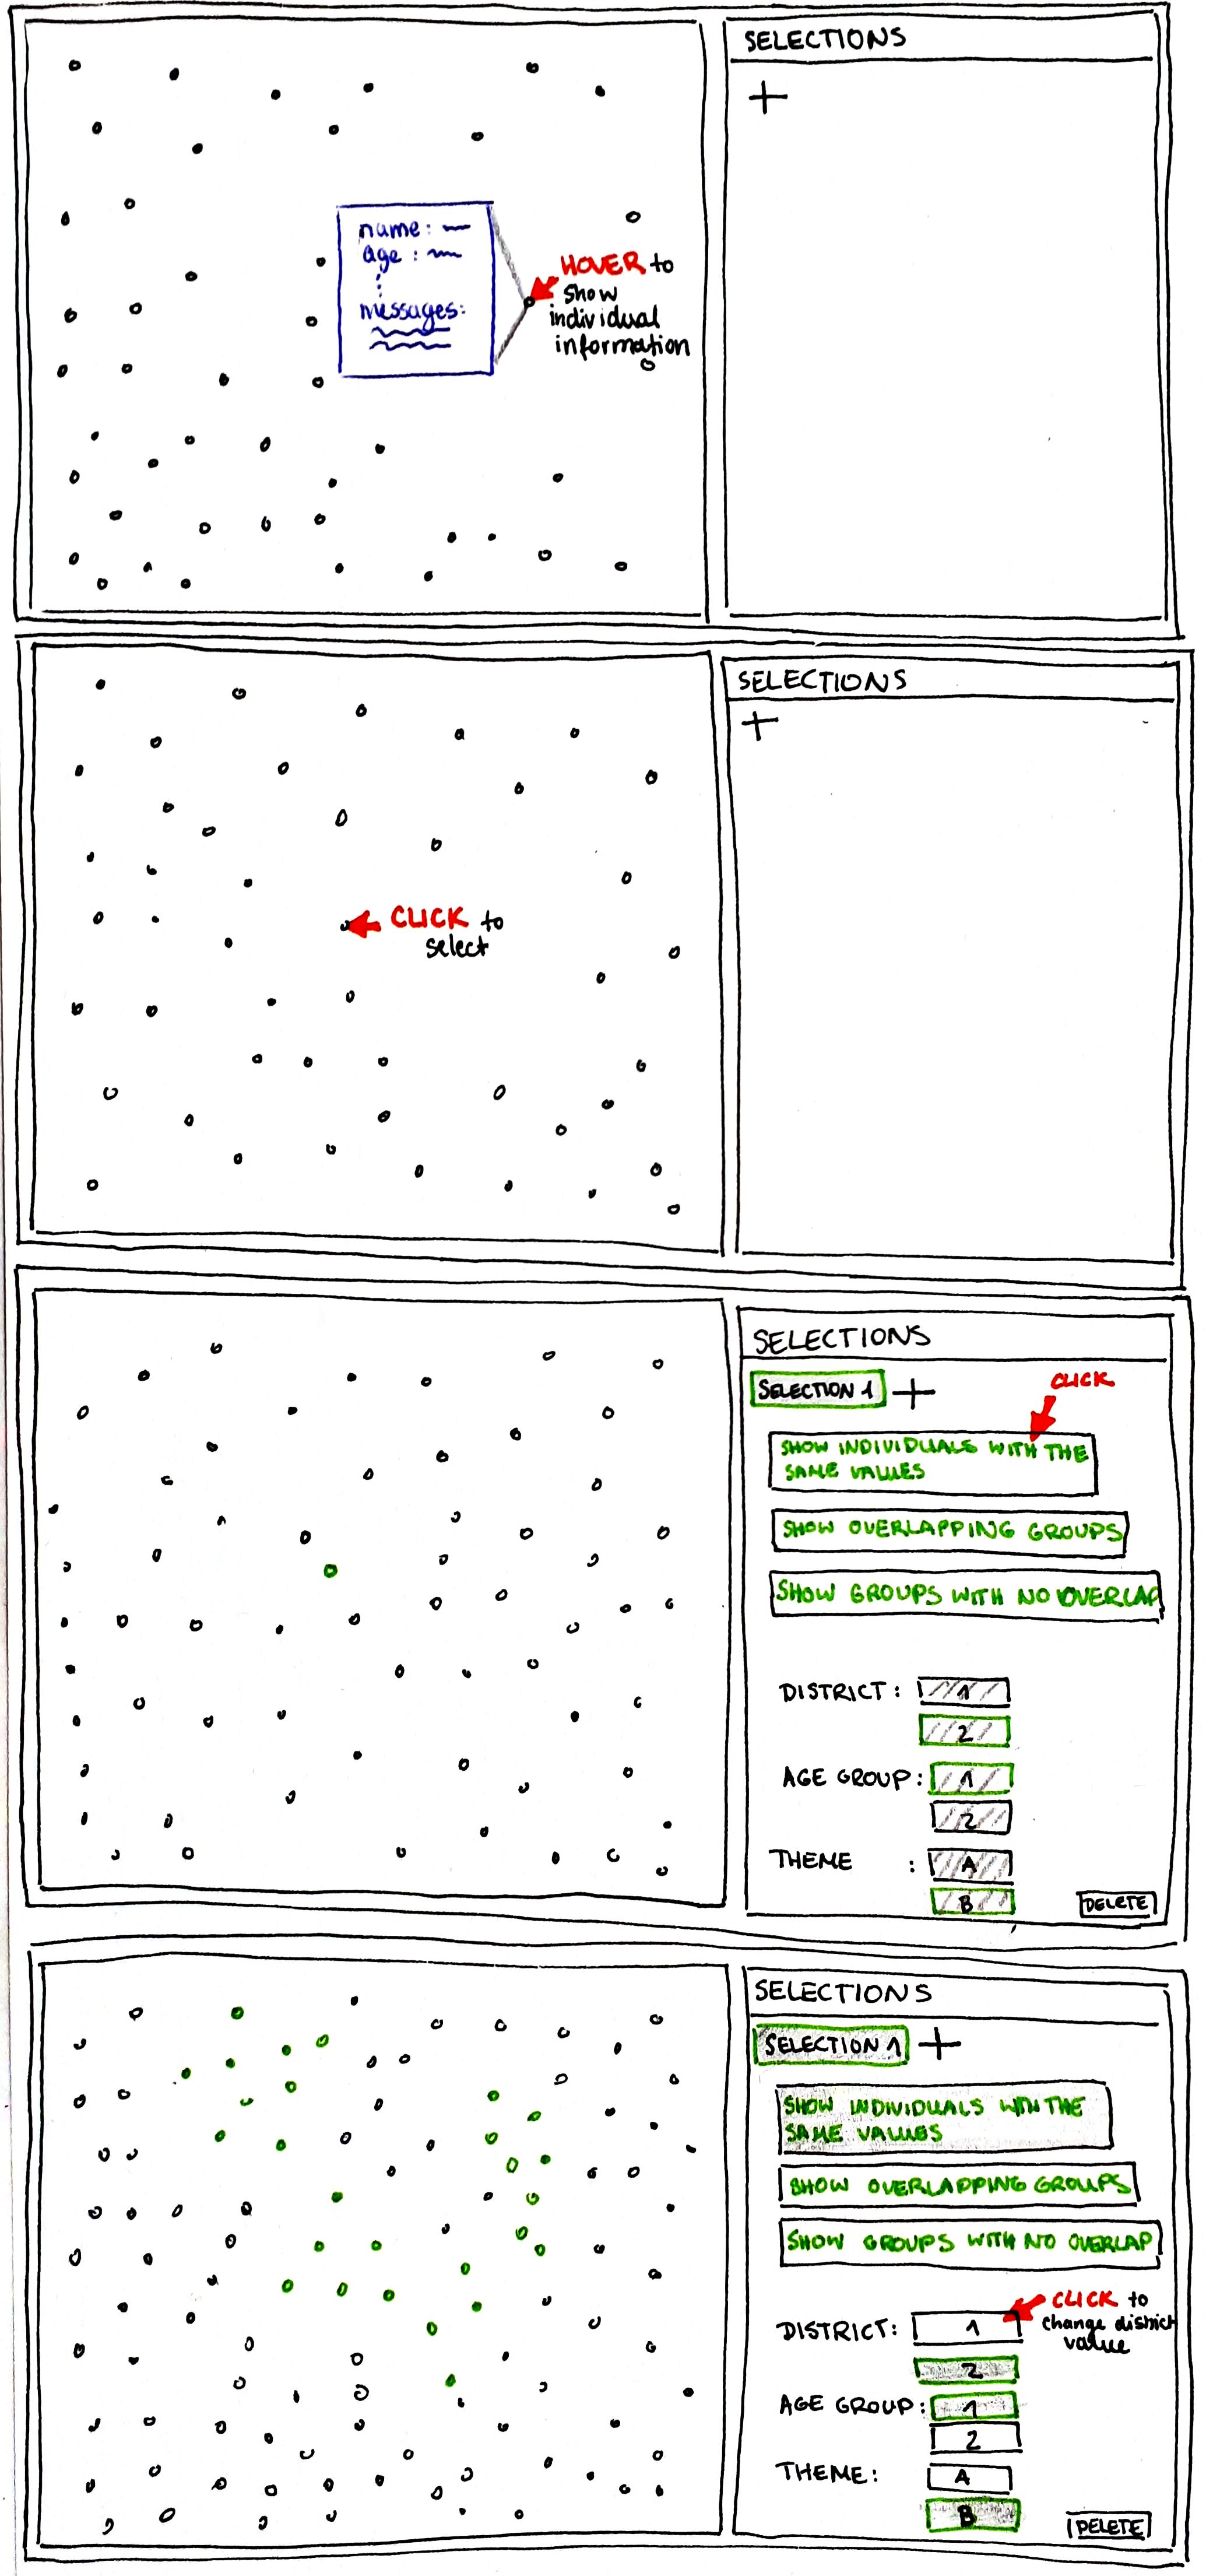 SELECTIONS
+
name:
age:
messages:
HOVER to
show
individual
information
SELECTIONS
+
CLICK to
select
SELECTIONS
SELECTION 1 +
CLICK
SHOW INDIVIDUALS WITH THE
SAME VALUES
SHOW OVERLAPPING GROUPS
SHOW GROUPS WITH NO OVERLAP
DISTRICT: 1
2
AGE GROUP: 1
2
THEME : A
B
DELETE
SELECTIONS
SELECTION 1 +
SHOW INDIVIDUALS WITH THE
SAME VALUES
SHOW OVERLAPPING GROUPS
SHOW GROUPS WITH NO OVERLAP
CLICK to
change district
value
DISTRICT: 1
2
AGE GROUP: 1
2
THEME: A
B
DELETE